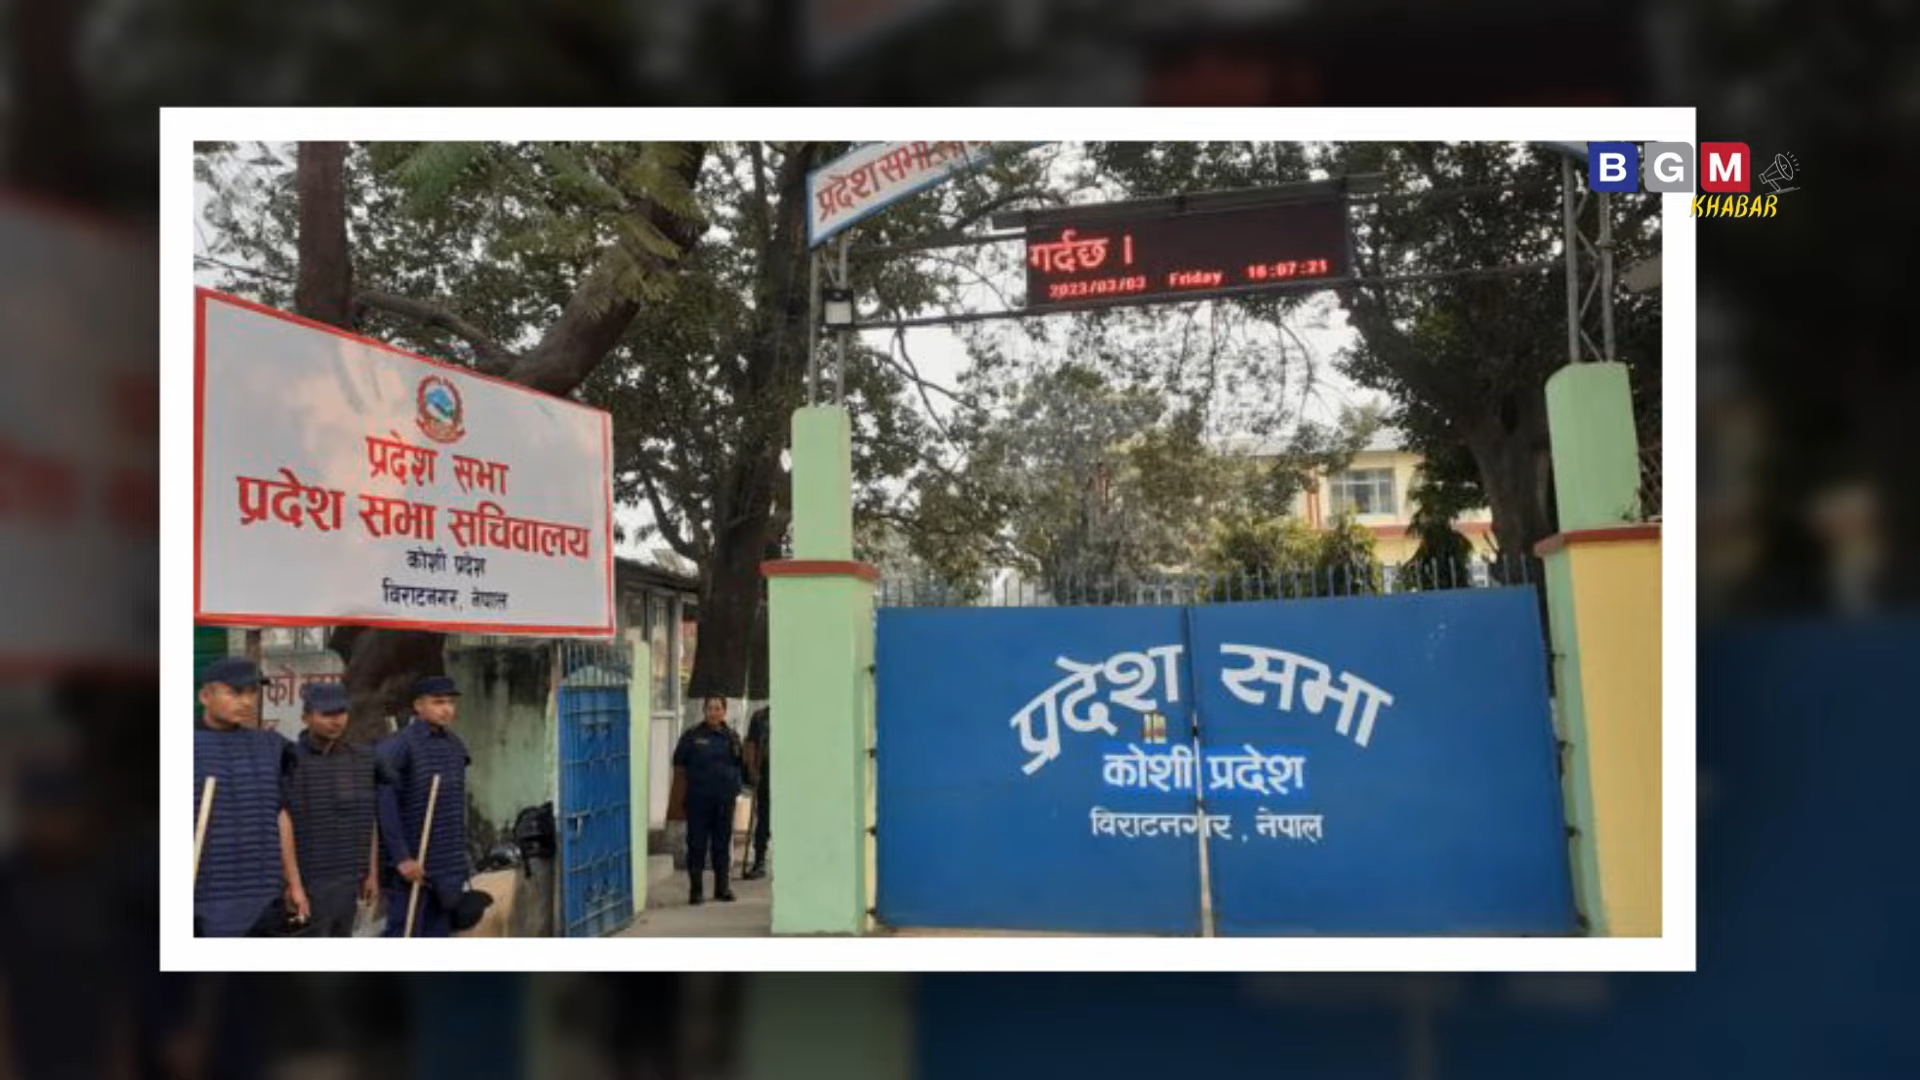 B G M
KHABAR
प्रदेश सभा
गर्दछ ।
2023/03/03 Friday 16:07:21
प्रदेश सभा
प्रदेश सभा सचिवालय
कोशी प्रदेश
विराटनगर, नेपाल
को
प्रदेश सभा
कोशी प्रदेश
विराटनगर, नेपाल